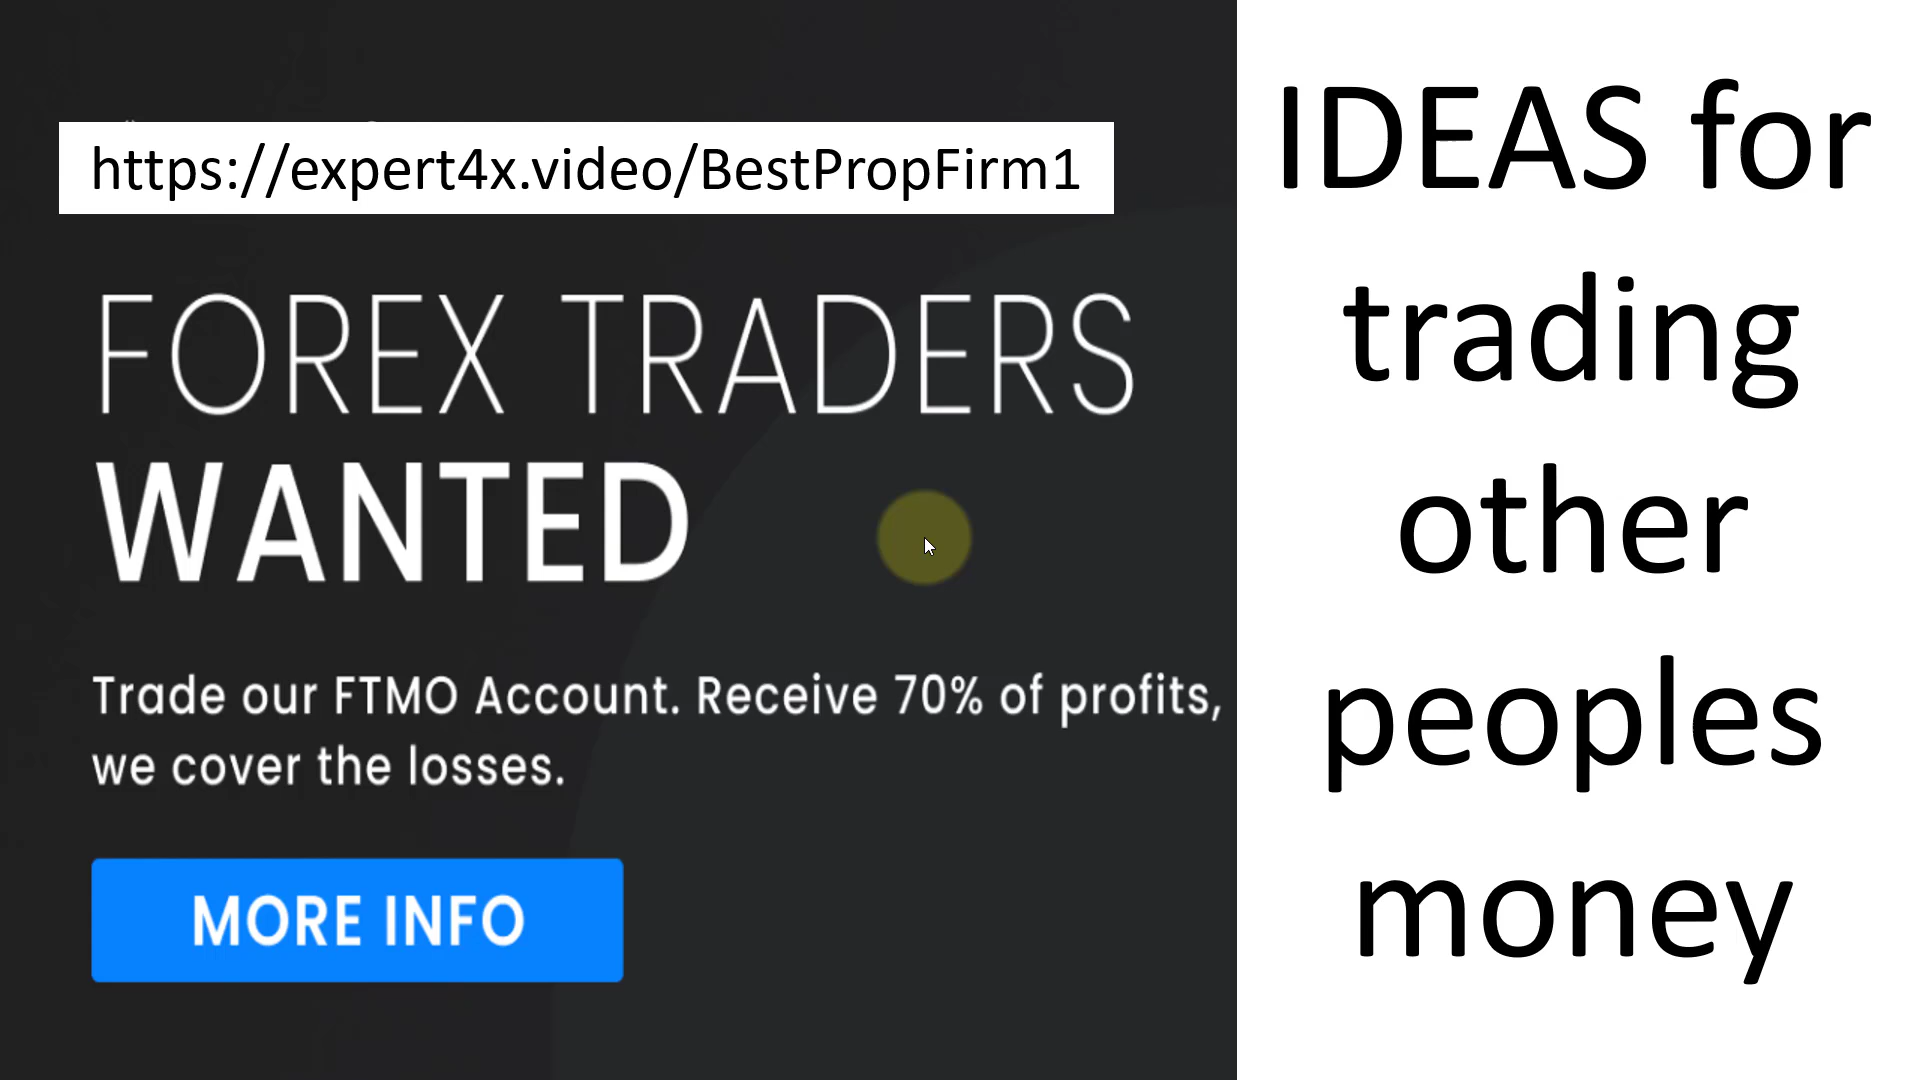 https://expert4x.video/BestPropFirm1
FOREX TRADERS
WANTED
Trade our FTMO Account. Receive 70% of profits,
we cover the losses.
MORE INFO
IDEAS for
trading
other
peoples
money